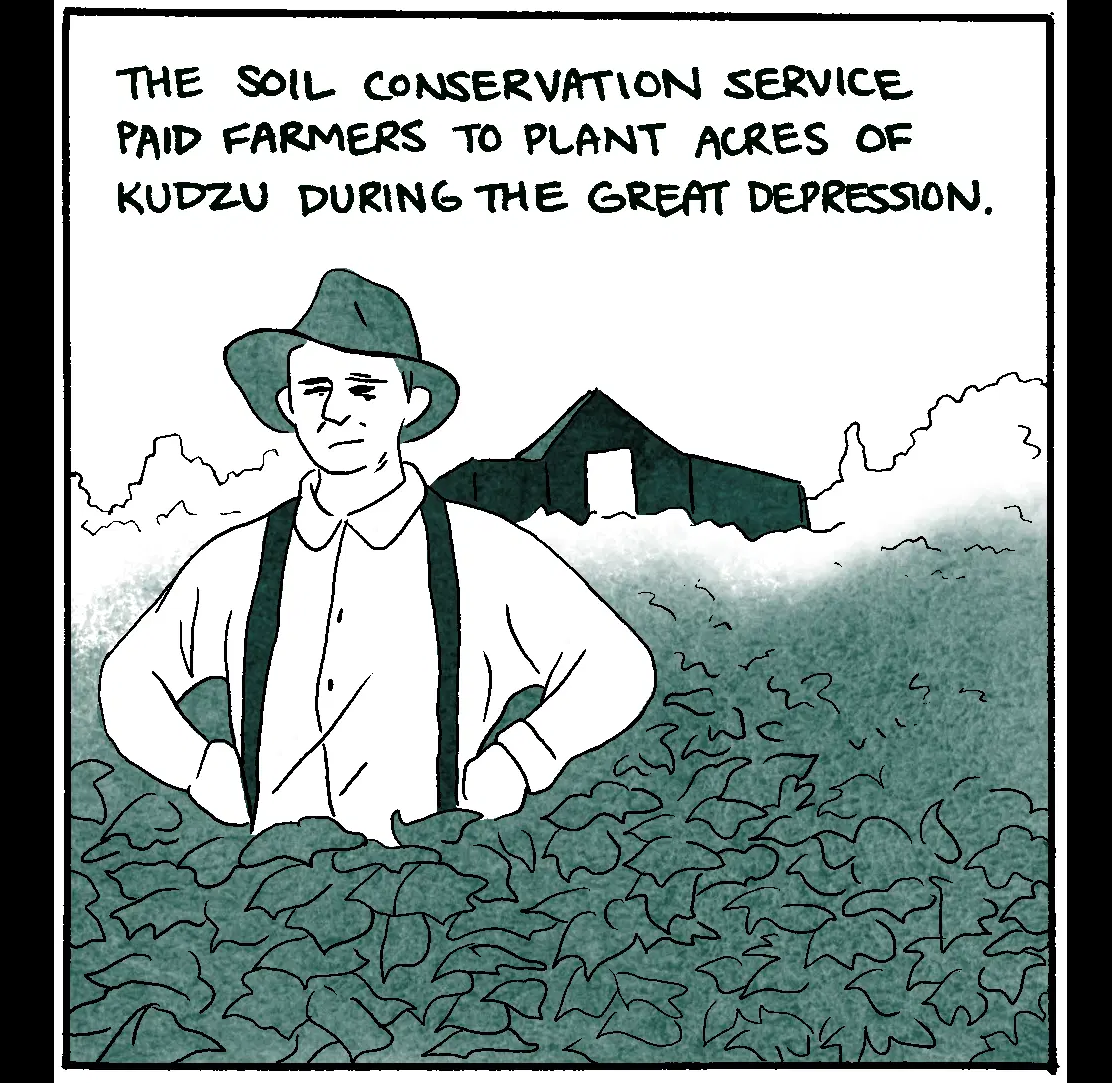 THE SOIL CONSERVATION SERVICE
PAID FARMERS TO PLANT ACRES OF
KUDZU DURING THE GREAT DEPRESSION.